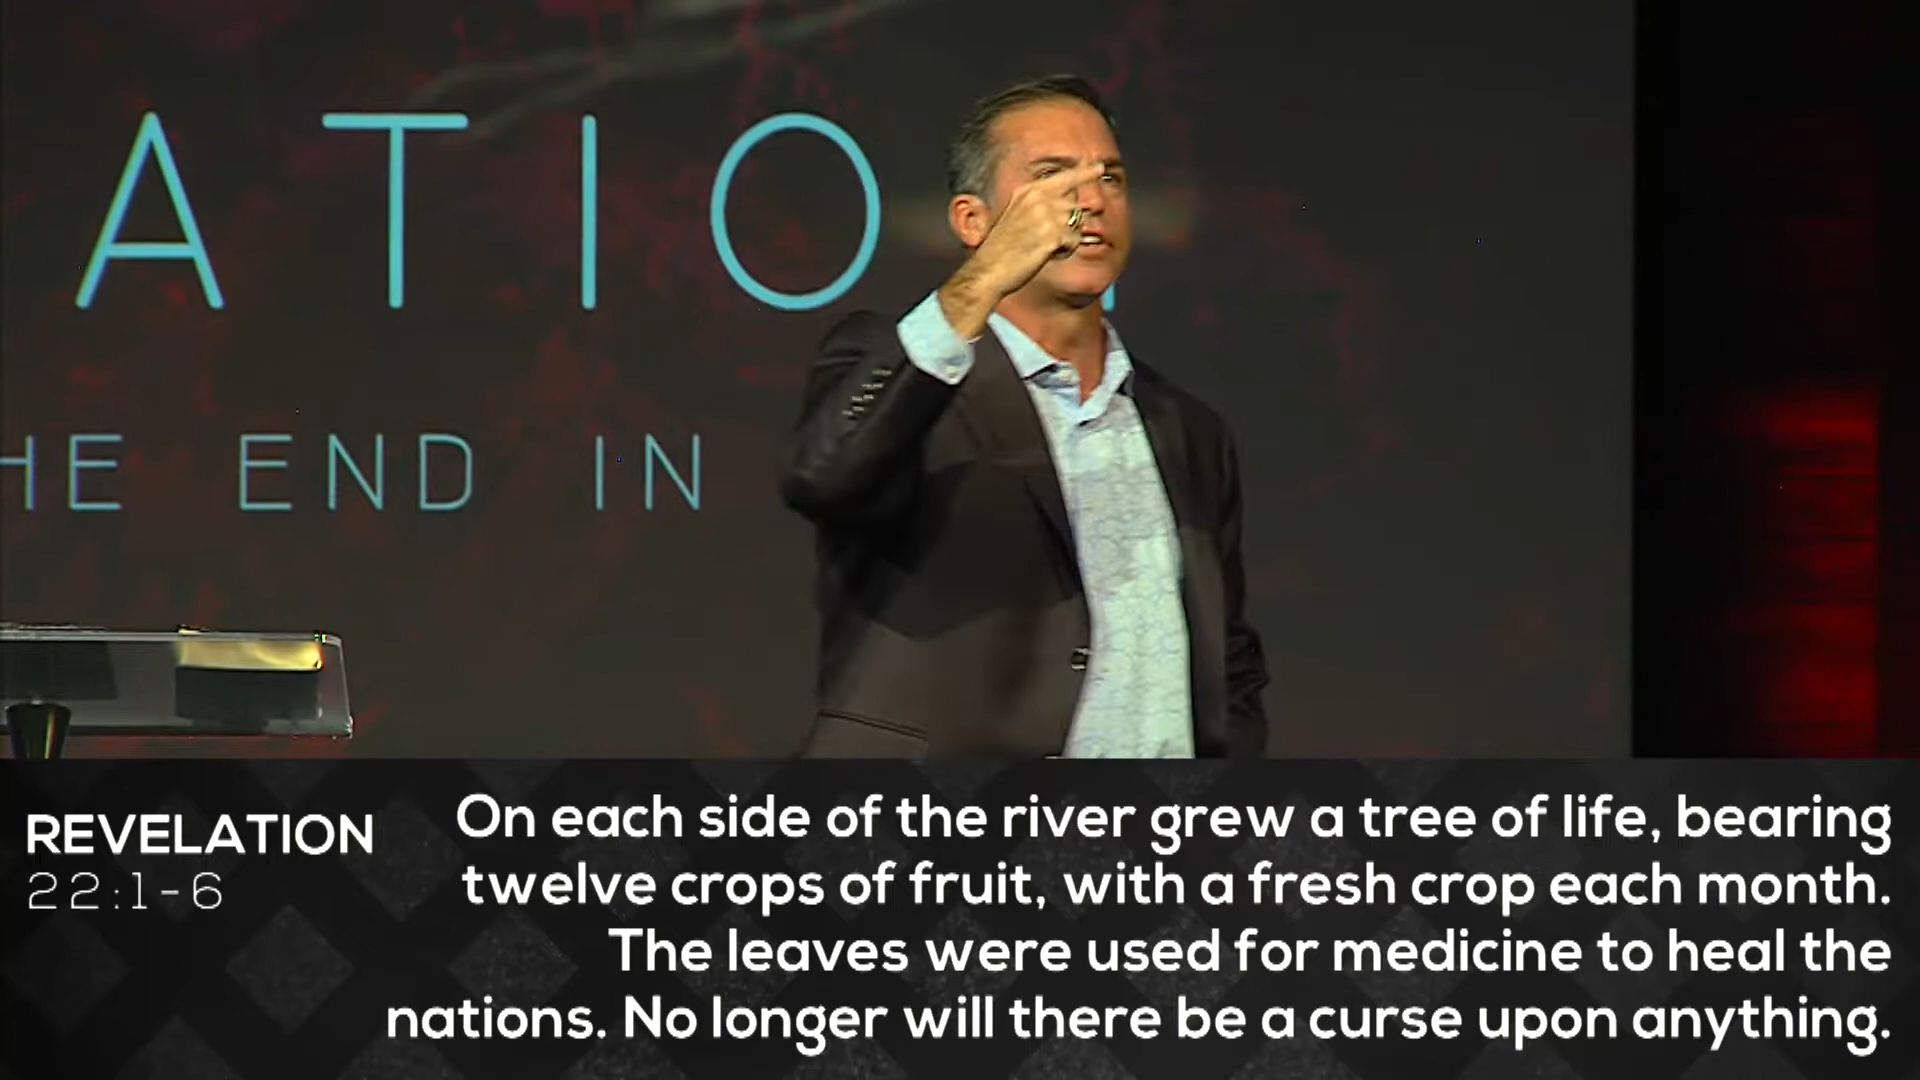 ATIO
HE END IN
REVELATION
22:1-6
On each side of the river grew a tree of life, bearing
twelve crops of fruit, with a fresh crop each month.
The leaves were used for medicine to heal the
nations. No longer will there be a curse upon anything.